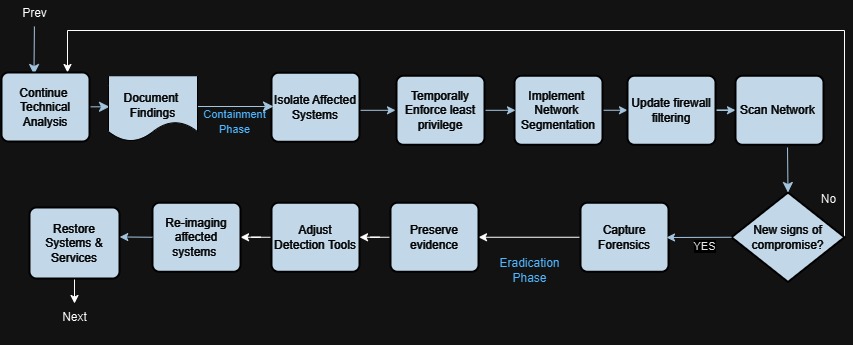 Prev
Continue
Technical
Analysis
Document
Findings
Containment
Phase
Isolate Affected
Systems
Temporally
Enforce least
privilege
Implement
Network
Segmentation
Update firewall
filtering
Scan Network
No
New signs of
compromise?
YES
Capture
Forensics
Eradication
Phase
Preserve
evidence
Adjust
Detection Tools
Re-imaging
affected
systems
Restore
Systems &
Services
Next